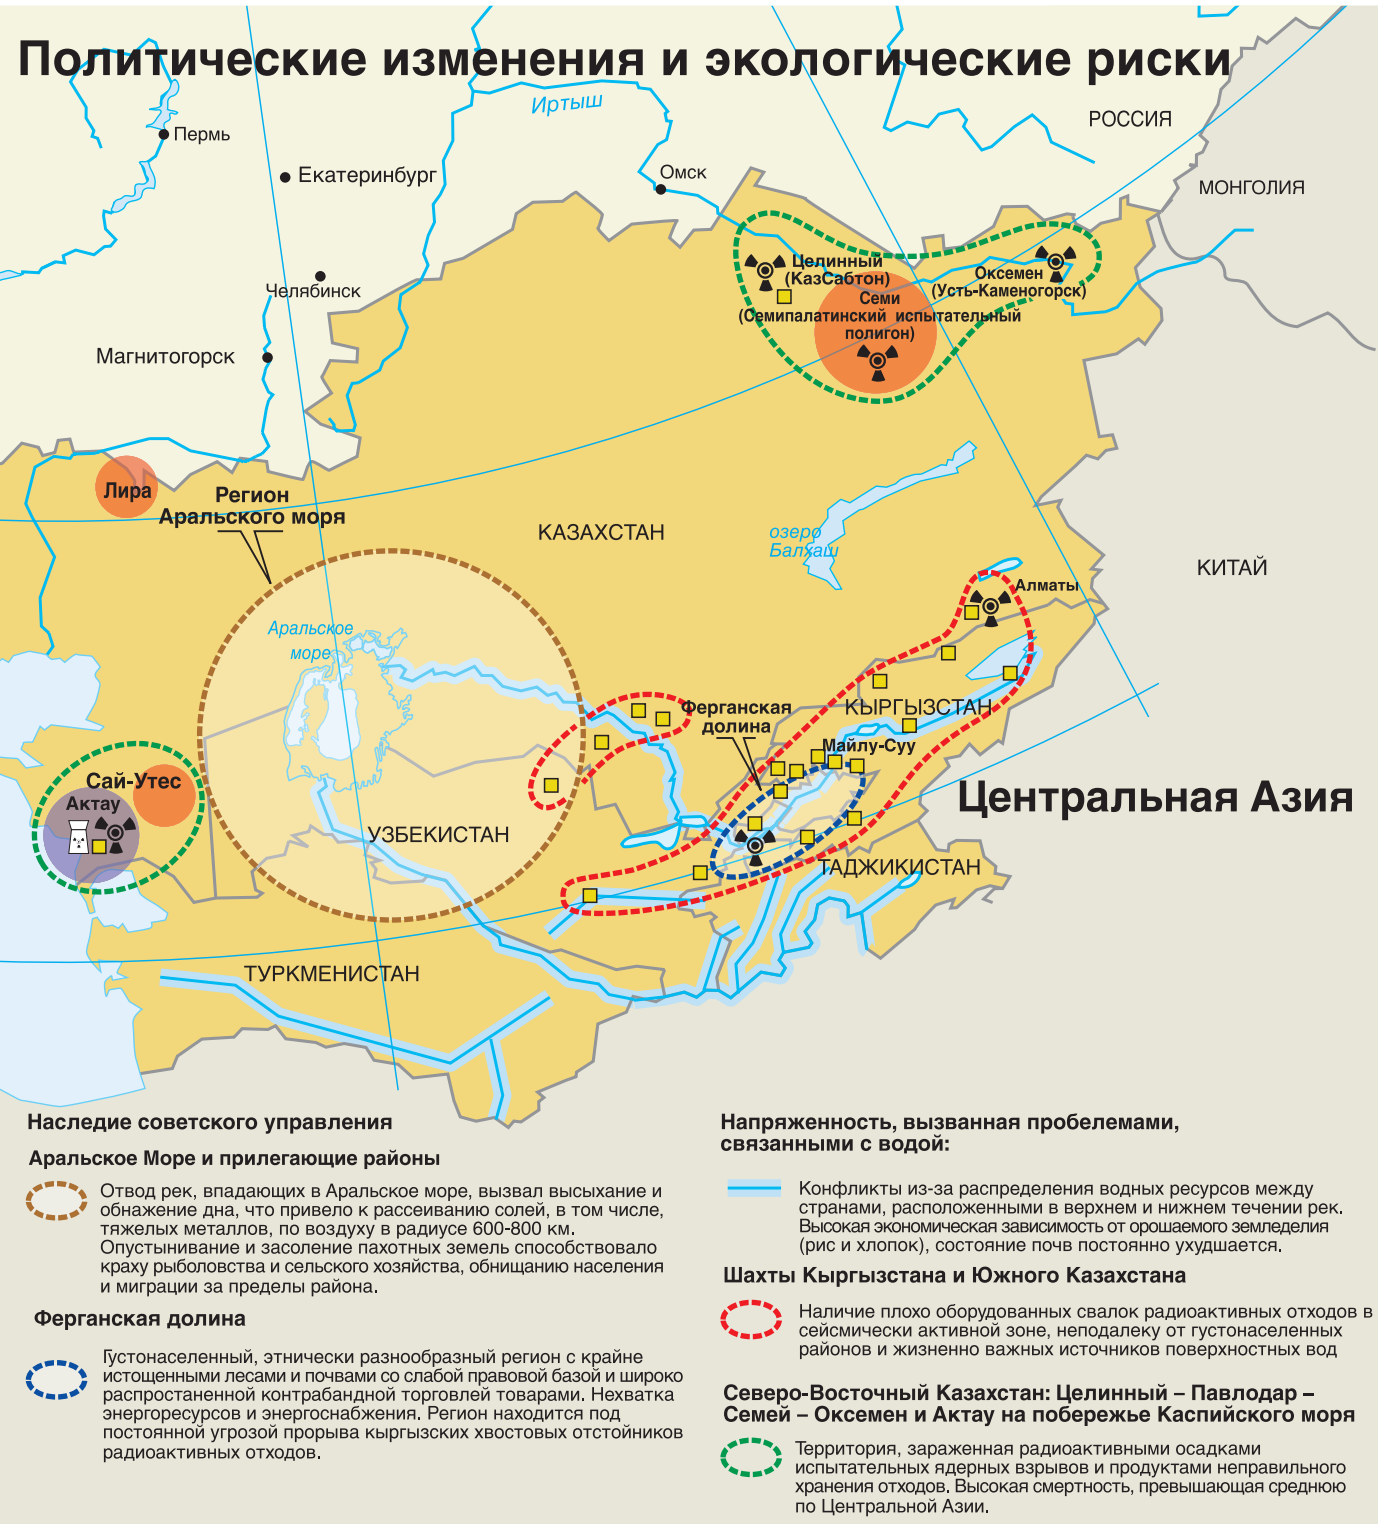 Политические изменения и экологические риски
Иртыш
РОССИЯ
Пермь
Екатеринбург
Омск
МОНГОЛИЯ
Челябинск
Целинный
(КазСабтон)
Оксемен
(Усть-Каменогорск)
Семи
(Семипалатинский испытательный
полигон)
Магнитогорск
Лира
Регион
Аральского моря
КАЗАХСТАН
озеро
Балхаш
КИТАЙ
Алматы
Аральское
море
Ферганская
долина
КЫРГЫЗСТАН
Майлу-Суу
Сай-Утес
Актау
Центральная Азия
УЗБЕКИСТАН
ТАДЖИКИСТАН
ТУРКМЕНИСТАН
Наследие советского управления
Аральское Море и прилегающие районы
Отвод рек, впадающих в Аральское море, вызвал высыхание и
обнажение дна, что привело к рассеиванию солей, в том числе,
тяжелых металлов, по воздуху в радиусе 600-800 км.
Опустынивание и засоление пахотных земель способствовало
краху рыболовства и сельского хозяйства, обнищанию населения
и миграции за пределы района.
Ферганская долина
Густонаселенный, этнически разнообразный регион с крайне
истощенными лесами и почвами со слабой правовой базой и широко
распростаненной контрабандной торговлей товарами. Нехватка
энергоресурсов и энергоснабжения. Регион находится под
постоянной угрозой прорыва кыргызских хвостовых отстойников
радиоактивных отходов.
Напряженность, вызванная пробелемами,
связанными с водой:
Конфликты из-за распределения водных ресурсов между
странами, расположенными в верхнем и нижнем течении рек.
Высокая экономическая зависимость от орошаемого земледелия
(рис и хлопок), состояние почв постоянно ухудшается.
Шахты Кыргызстана и Южного Казахстана
Наличие плохо оборудованных свалок радиоактивных отходов в
сейсмически активной зоне, неподалеку от густонаселенных
районов и жизненно важных источников поверхностных вод
Северо-Восточный Казахстан: Целинный – Павлодар –
Семей – Оксемен и Актау на побережье Каспийского моря
Территория, зараженная радиоактивными осадками
испытательных ядерных взрывов и продуктами неправильного
хранения отходов. Высокая смертность, превышающая среднюю
по Центральной Азии.